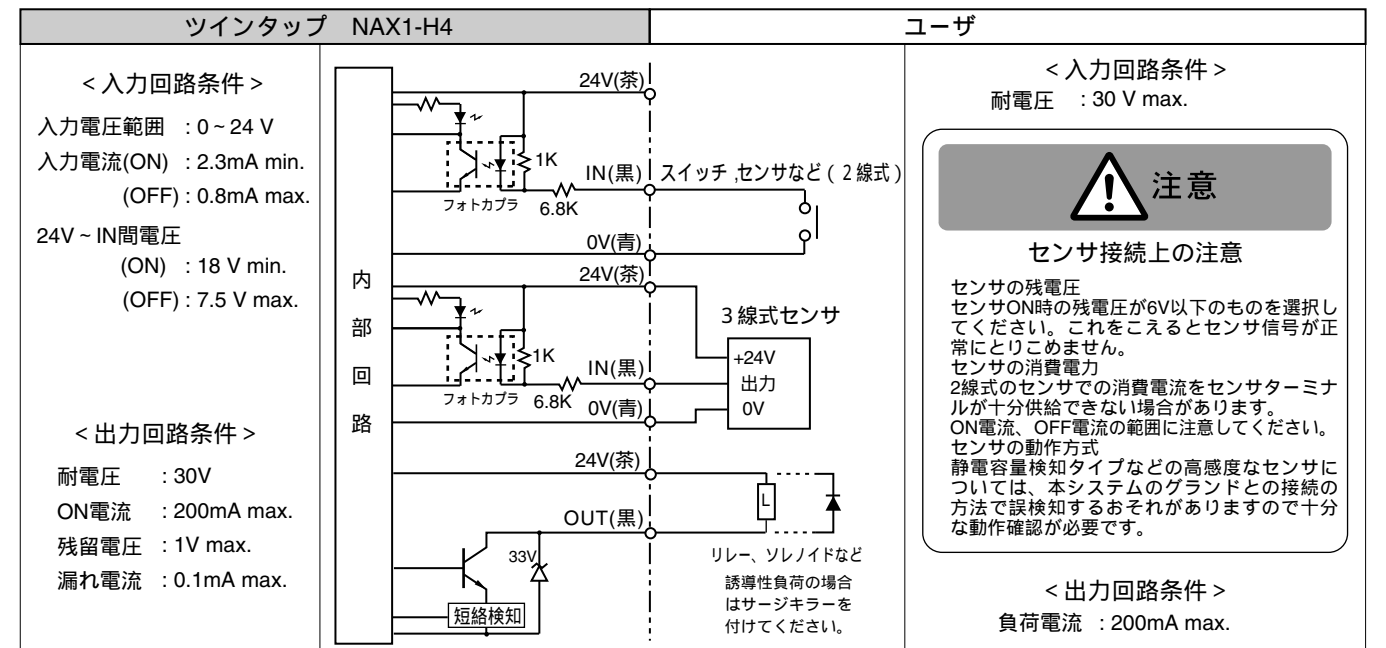 ツインタップ NAX1-H4
ユーザ
< 入力回路条件 >
入力電圧範囲 : 0 ~ 24 V
入力電流(ON) : 2.3mA min.
(OFF) : 0.8mA max.
24V ~ IN間電圧
(ON) : 18 V min.
(OFF) : 7.5 V max.
< 出力回路条件 >
耐電圧 : 30V
ON電流 : 200mA max.
残留電圧 : 1V max.
漏れ電流 : 0.1mA max.
内部回路
24V(茶)
1K
IN(黒)
フォトカプラ
6.8K
0V(青)
24V(茶)
1K
IN(黒)
フォトカプラ
6.8K
0V(青)
24V(茶)
OUT(黒)
33V
短絡検知
スイッチ ,センサなど ( 2 線式 )
3 線式センサ
+24V
出力
0V
L
リレー、ソレノイドなど
誘導性負荷の場合
はサージキラーを
付けてください。
< 入力回路条件 >
耐電圧 : 30 V max.
注意
センサ接続上の注意
センサの残電圧
センサON時の残電圧が6V以下のものを選択し
てください。これをこえるとセンサ信号が正
常にとりこめません。
センサの消費電力
2線式のセンサでの消費電流をセンサターミナ
ルが十分供給できない場合があります。
ON電流、OFF電流の範囲に注意してください。
センサの動作方式
静電容量検知タイプなどの高感度なセンサに
ついては、本システムのグランドとの接続の
方法で誤検知するおそれがありますので十分
な動作確認が必要です。
< 出力回路条件 >
負荷電流 : 200mA max.